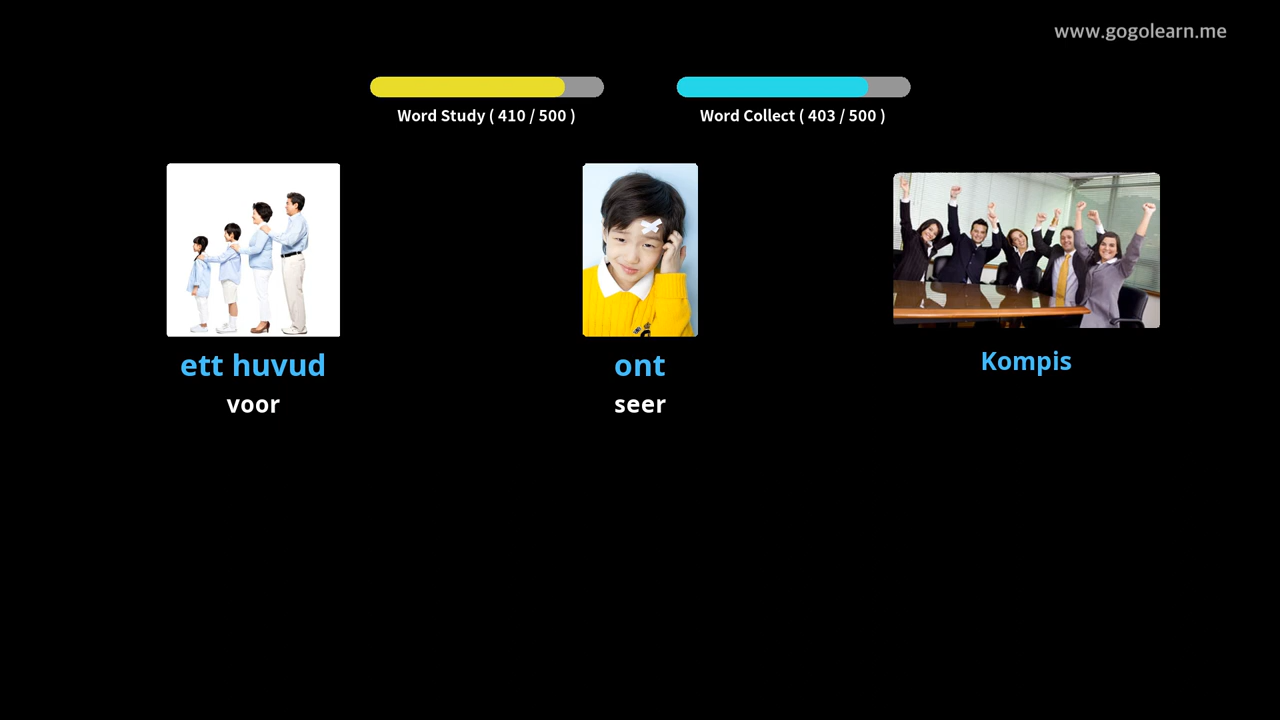 www.gogolearn.me
Word Study ( 410 / 500 )
Word Collect ( 403 / 500 )
ett huvud
voor
ont
seer
Kompis